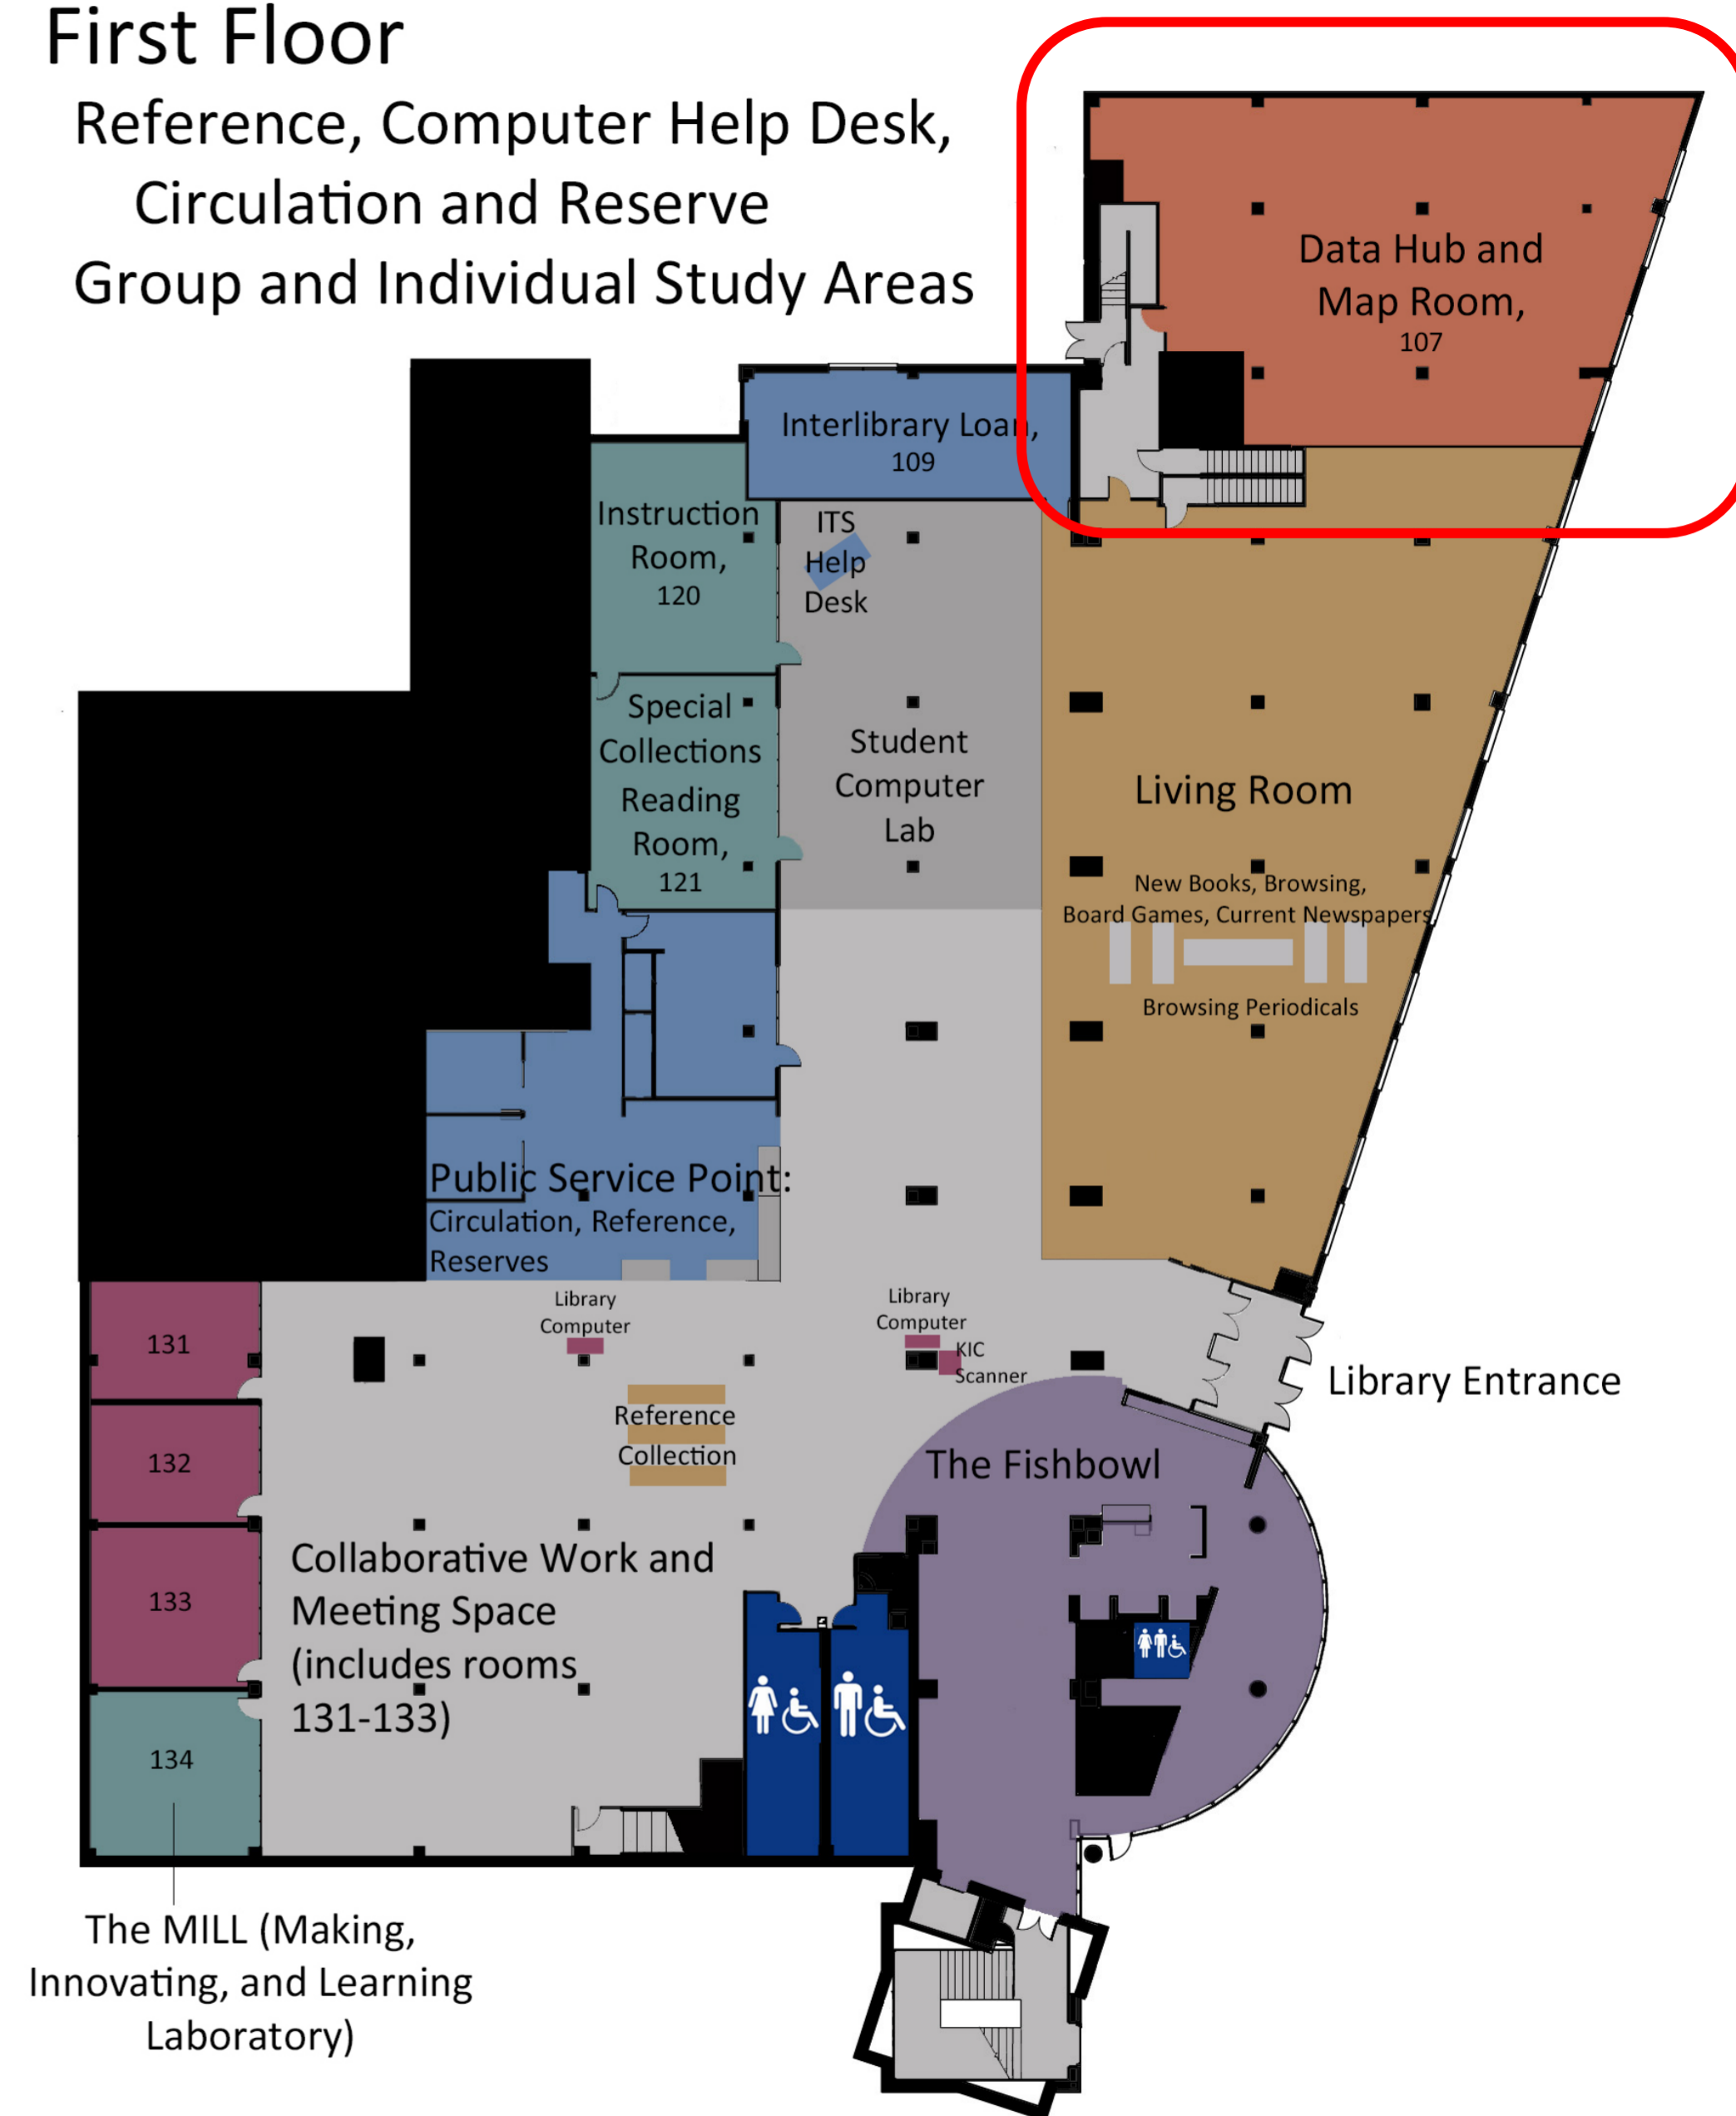 First Floor
Reference, Computer Help Desk,
Circulation and Reserve
Group and Individual Study Areas
Data Hub and
Map Room,
107
Interlibrary Loan,
109
Instruction
Room,
120
ITS
Help
Desk
Special
Collections
Reading
Room,
121
Student
Computer
Lab
Living Room
New Books, Browsing,
Board Games, Current Newspapers
Browsing Periodicals
Public Service Point:
Circulation, Reference,
Reserves
Library
Computer
Library
Computer
KIC
Scanner
Library Entrance
131
132
133
134
Reference
Collection
The Fishbowl
Collaborative Work and
Meeting Space
(includes rooms
131-133)
The MILL (Making,
Innovating, and Learning
Laboratory)